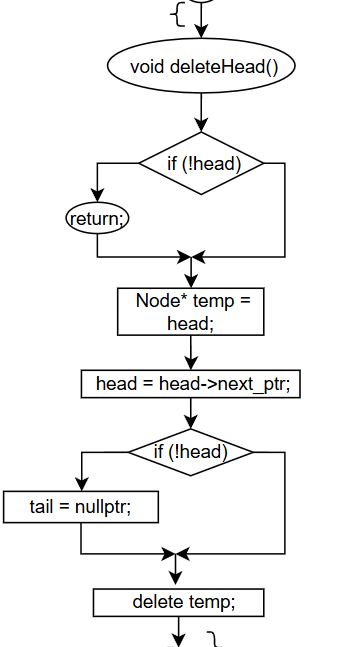 {
void deleteHead()
if (!head)
return;
Node* temp =
head;
head = head->next_ptr;
if (!head)
tail = nullptr;
delete temp;
}